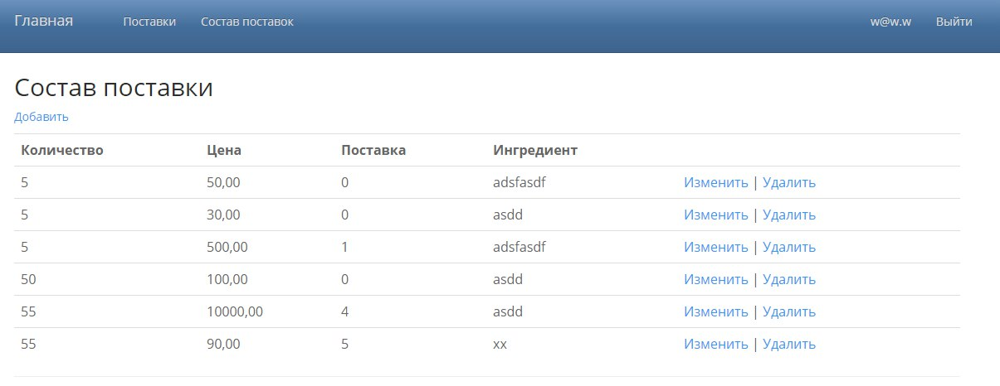 Главная Поставки Состав поставок w@w.w Выйти
Состав поставки
Добавить
Количество Цена Поставка Ингредиент
5 50,00 0 adsfasdf Изменить | Удалить
5 30,00 0 asdd Изменить | Удалить
5 500,00 1 adsfasdf Изменить | Удалить
50 100,00 0 asdd Изменить | Удалить
55 10000,00 4 asdd Изменить | Удалить
55 90,00 5 xx Изменить | Удалить